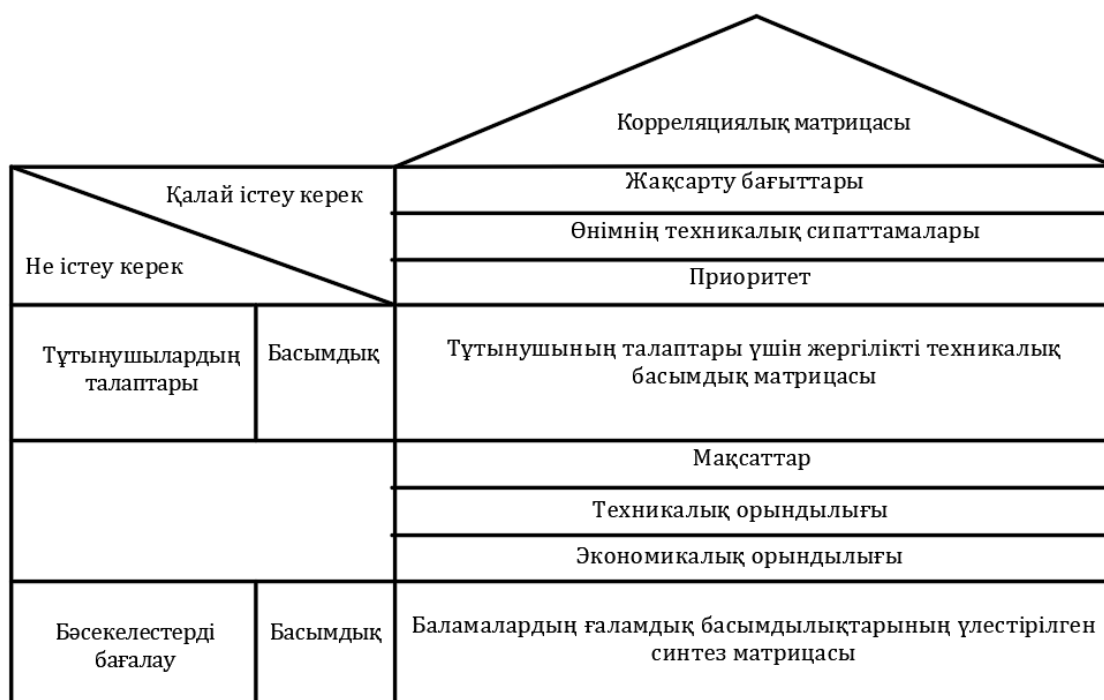 Корреляциялық матрицасы
Қалай істеу керек
Не істеу керек
Жақсарту бағыттары
Өнімнің техникалық сипаттамалары
Приоритет
Тұтынушылардың
талаптары
Басымдық
Тұтынушының талаптары үшін жергілікті техникалық
басымдық матрицасы
Мақсаттар
Техникалық орындылығы
Экономикалық орындылығы
Бәсекелестерді
бағалау
Басымдық
Баламалардың ғаламдық басымдылықтарының үлестірілген
синтез матрицасы